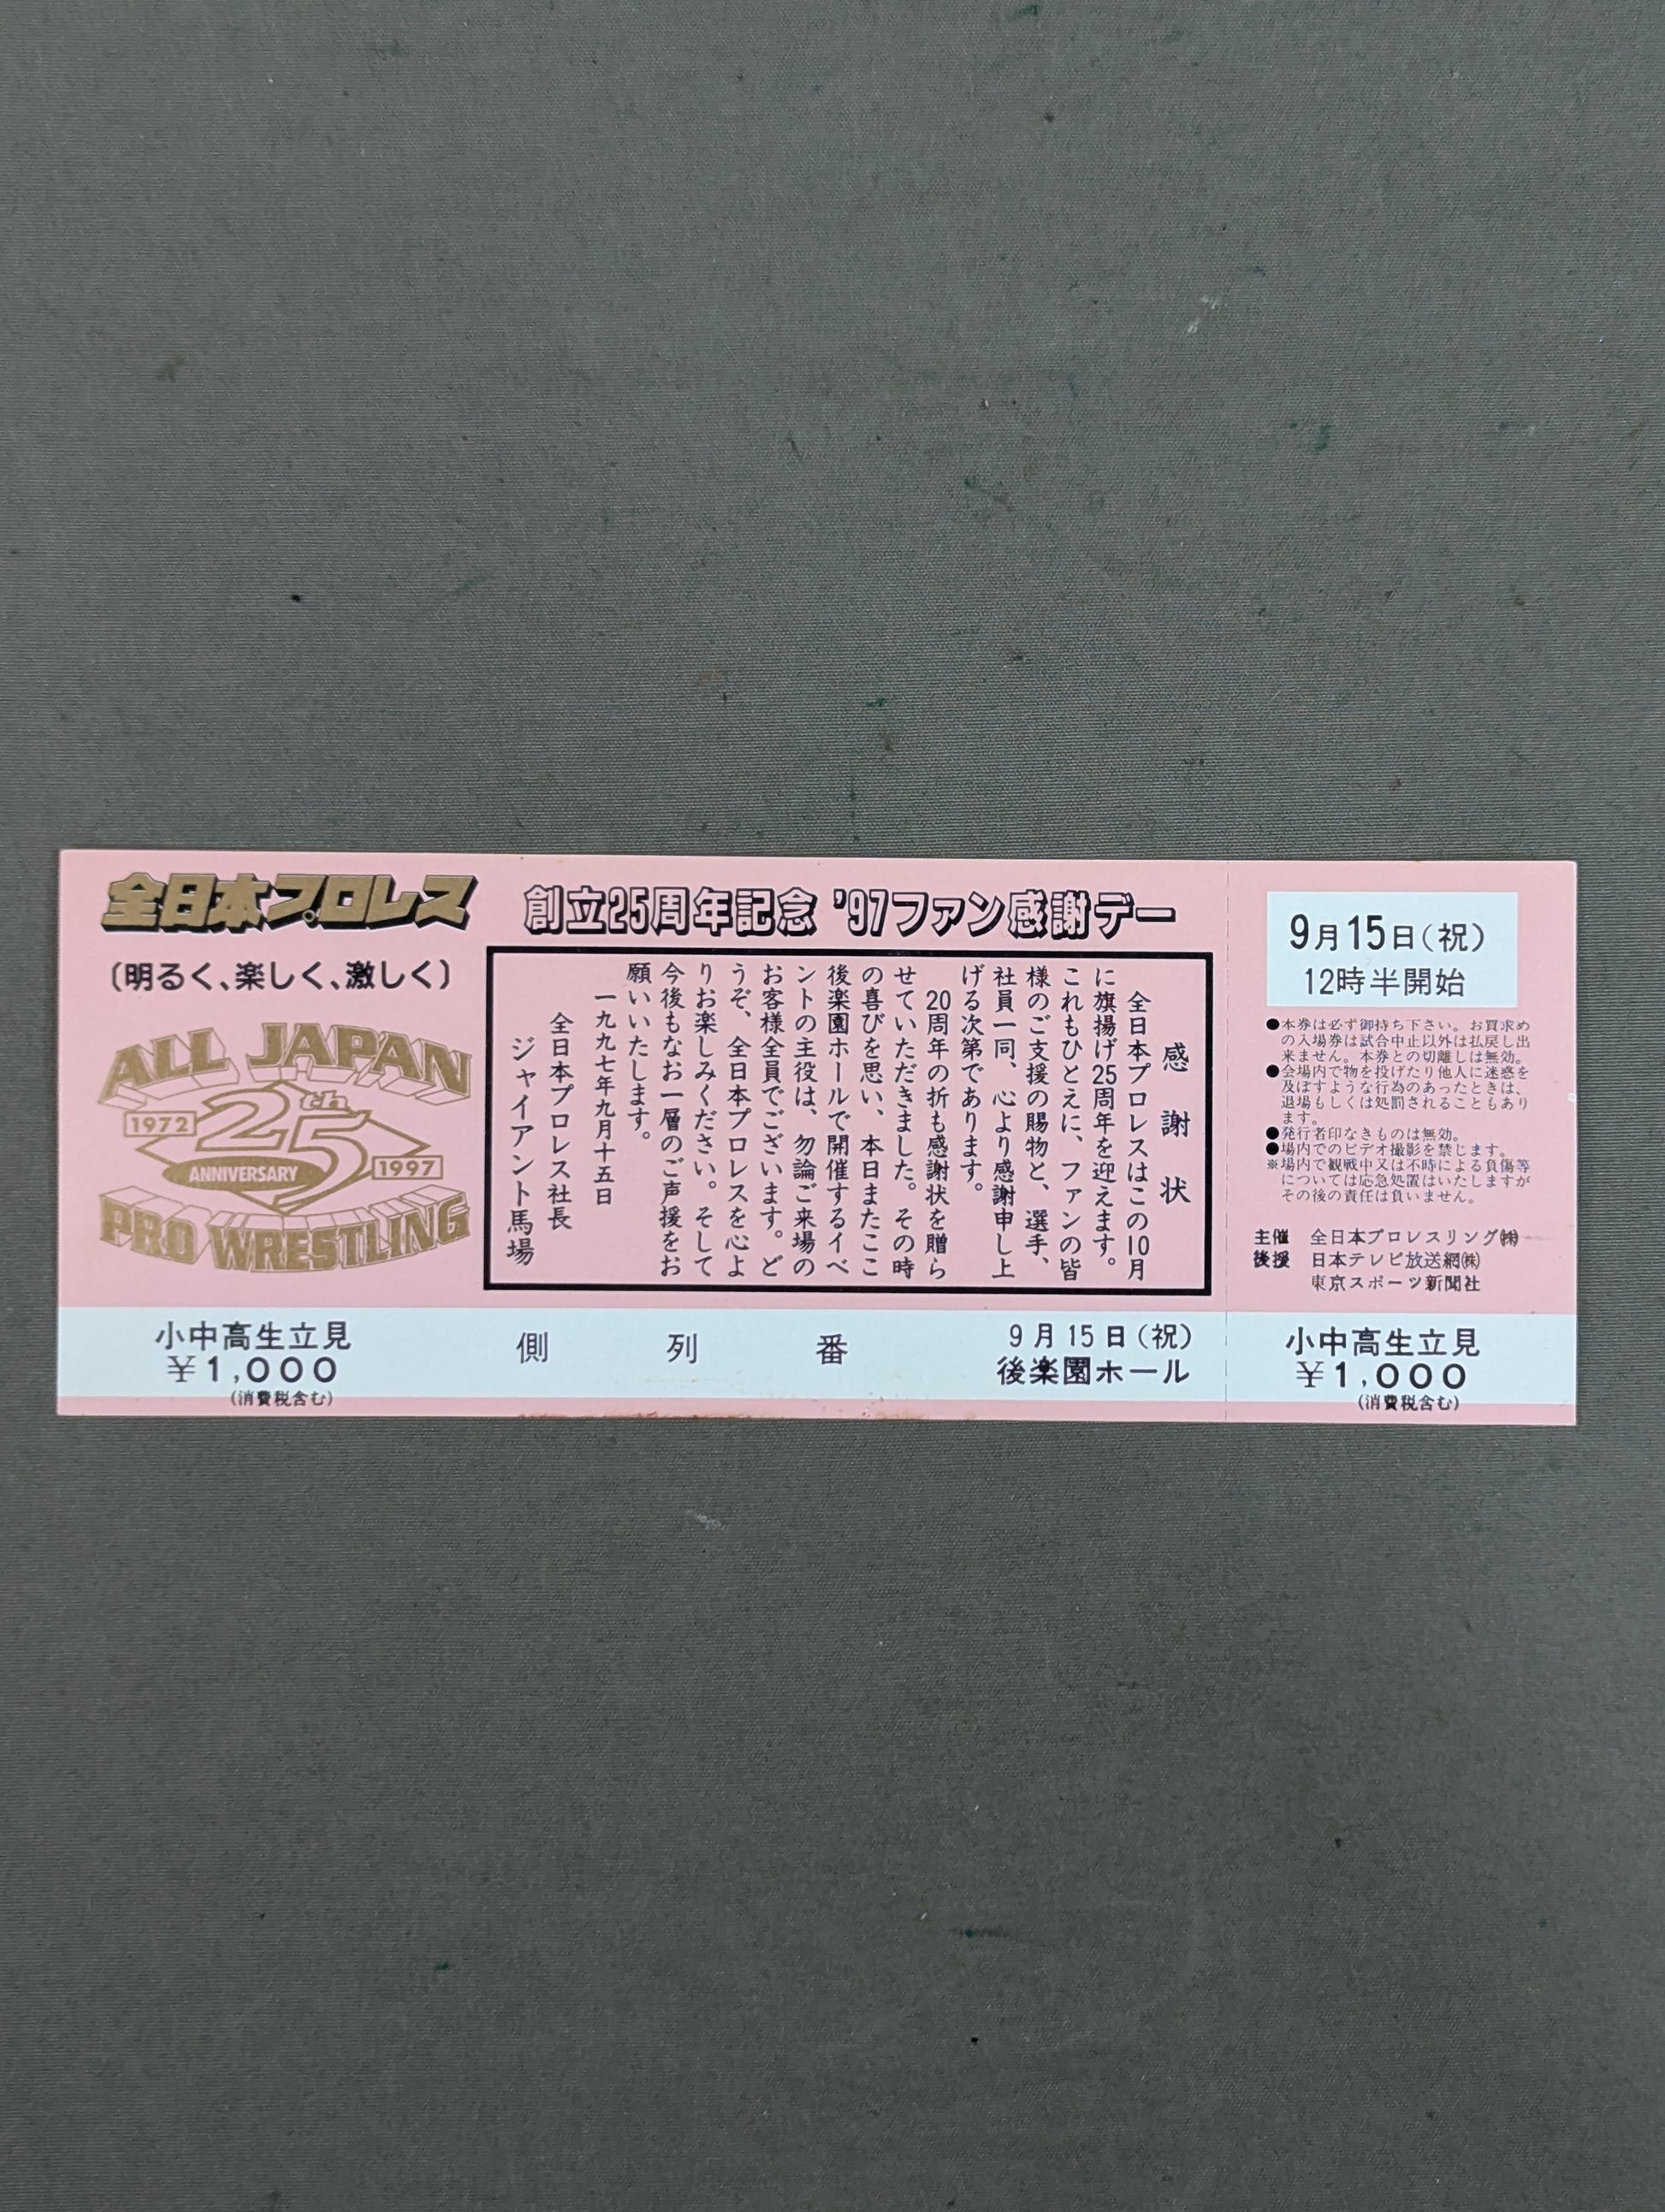 全日本プロレス
〔明るく、楽しく、激しく〕
ALL JAPAN
25th
1972
ANNIVERSARY
1997
PRO WRESTLING
創立25周年記念 '97ファン感謝デー
感謝状
全日本プロレスはこの10月
に旗揚げ25周年を迎えます。
これもひとえに、ファンの皆
様のご支援の賜物と、選手、
社員一同、心より感謝申し上
げる次第であります。
20周年の折も感謝状を贈ら
せていただきました。その時
の喜びを思い、本日またここ
後楽園ホールで開催するイベ
ントの主役は、勿論ご来場の
お客様全員でございます。ど
うぞ、全日本プロレスを心よ
りお楽しみください。そして
今後もなお一層のご声援をお
願いいたします。
一九九七年九月十五日
全日本プロレス社長
ジャイアント馬場
小中高生立見
¥1,000
(消費税含む)
側 列 番
9月15日(祝)
後楽園ホール
9月15日(祝)
12時半開始
●本券は必ず御持ち下さい。お買求め
の入場券は試合中止以外は払戻し出
来ません。本券との切離しは無効。
●会場内で物を投げたり他人に迷惑を
及ぼすような行為のあったときは、
退場もしくは処罰されることもあり
ます。
●発行者印なきものは無効。
●場内でのビデオ撮影を禁じます。
※場内で観戦中又は不時による負傷等
については応急処置はいたしますが
その後の責任は負いません。
主催 全日本プロレスリング㈱
後援 日本テレビ放送網㈱
東京スポーツ新聞社
小中高生立見
¥1,000
(消費税含む)